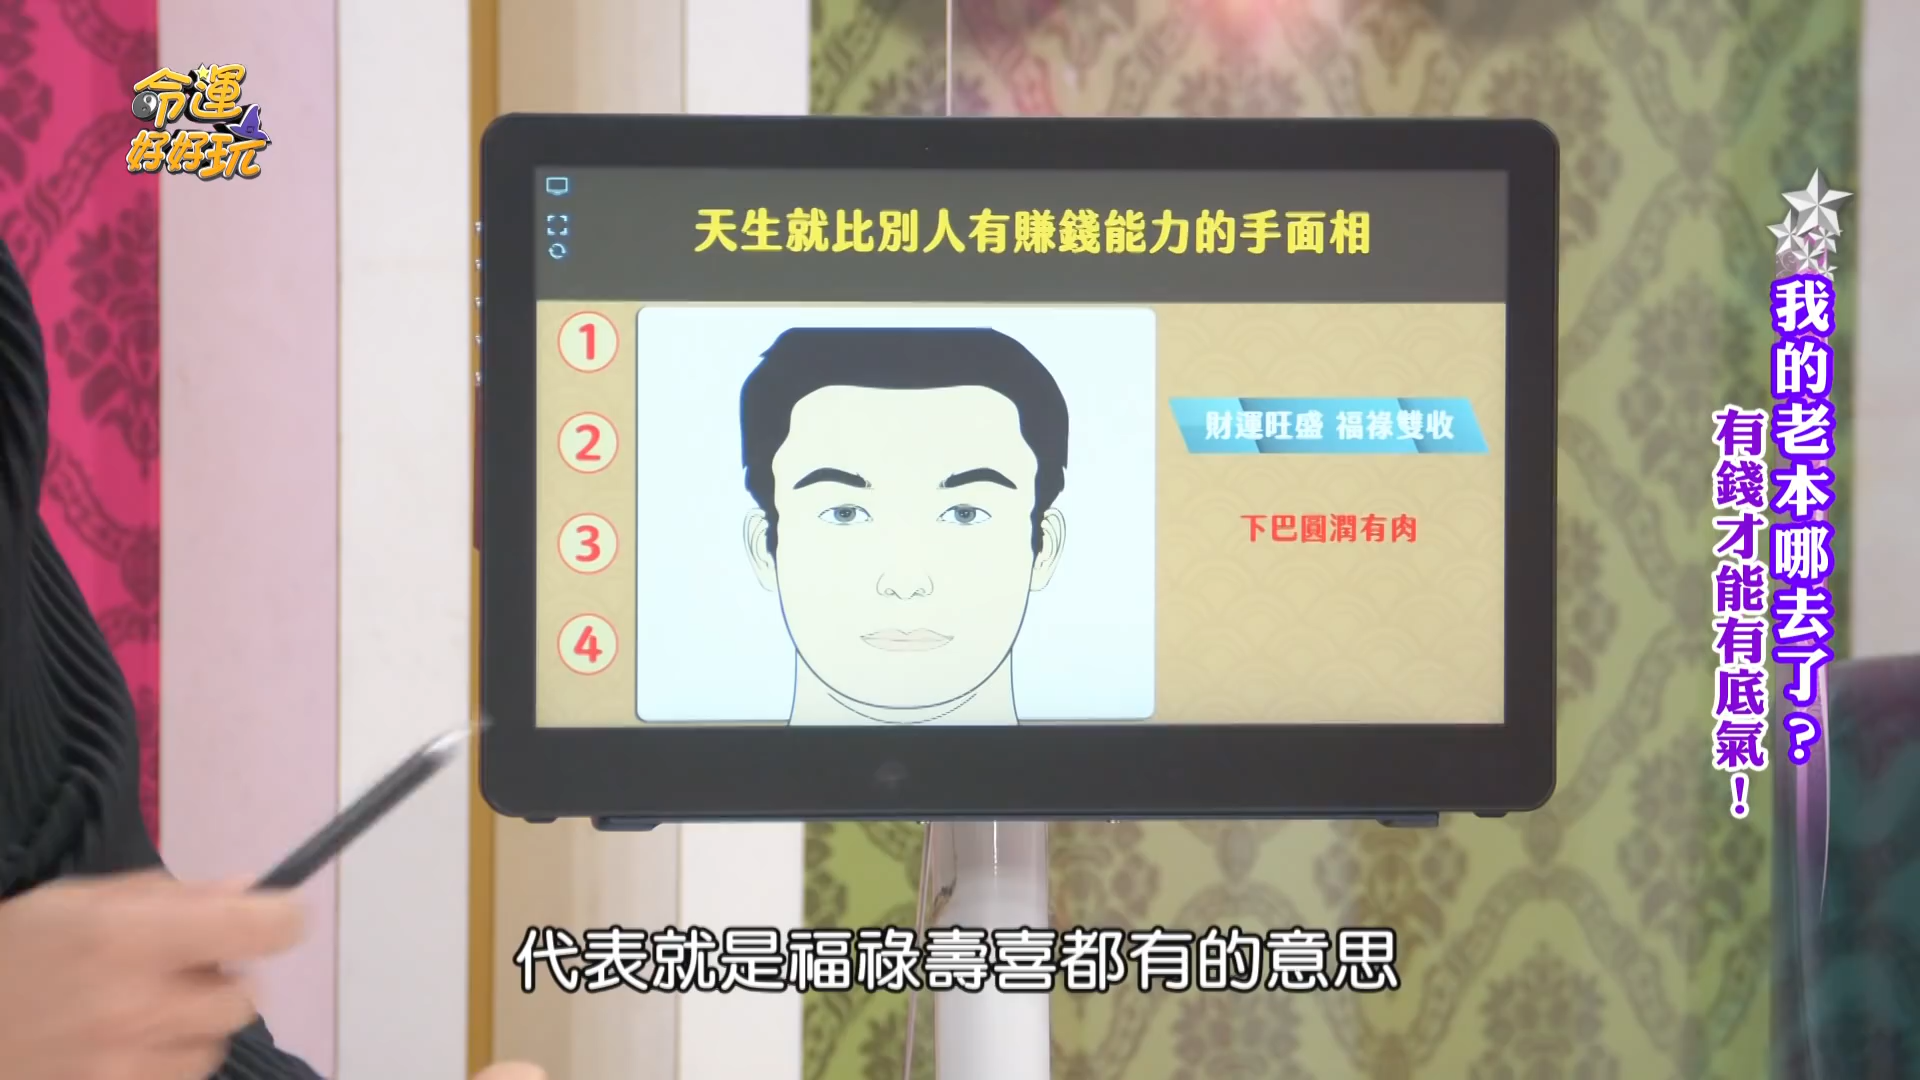 命運
好好玩
天生就比別人有賺錢能力的手面相
1
2
3
4
財運旺盛 福祿雙收
下巴圓潤有肉
我的老本哪去了?
有錢才能有底氣!
代表就是福祿壽喜都有的意思